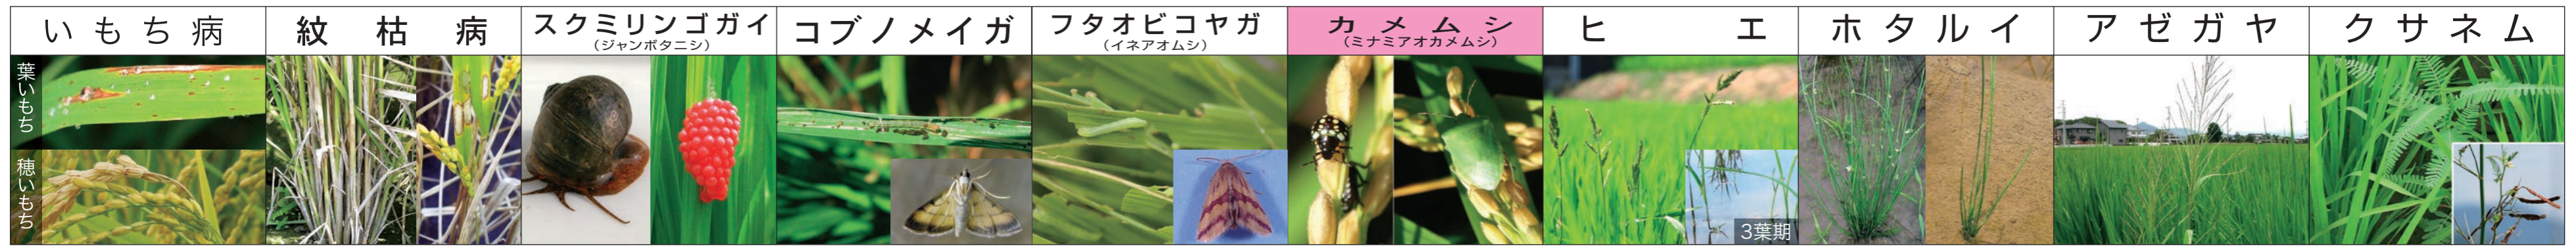 いもち病
紋枯病
スクミリンゴガイ
（ジャンボタニシ）
コブノメイガ
フタオビコヤガ
（イネアオムシ）
カメムシ
（ミナミアオカメムシ）
ヒエ
ホタルイ
アゼガヤ
クサネム
葉いもち
穂いもち
3葉期